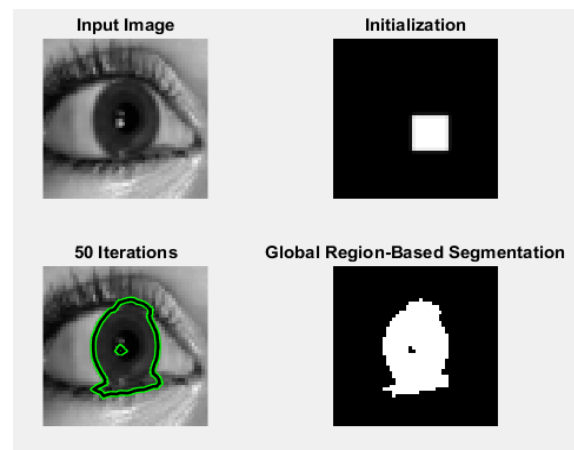 Input Image
Initialization
50 Iterations
Global Region-Based Segmentation